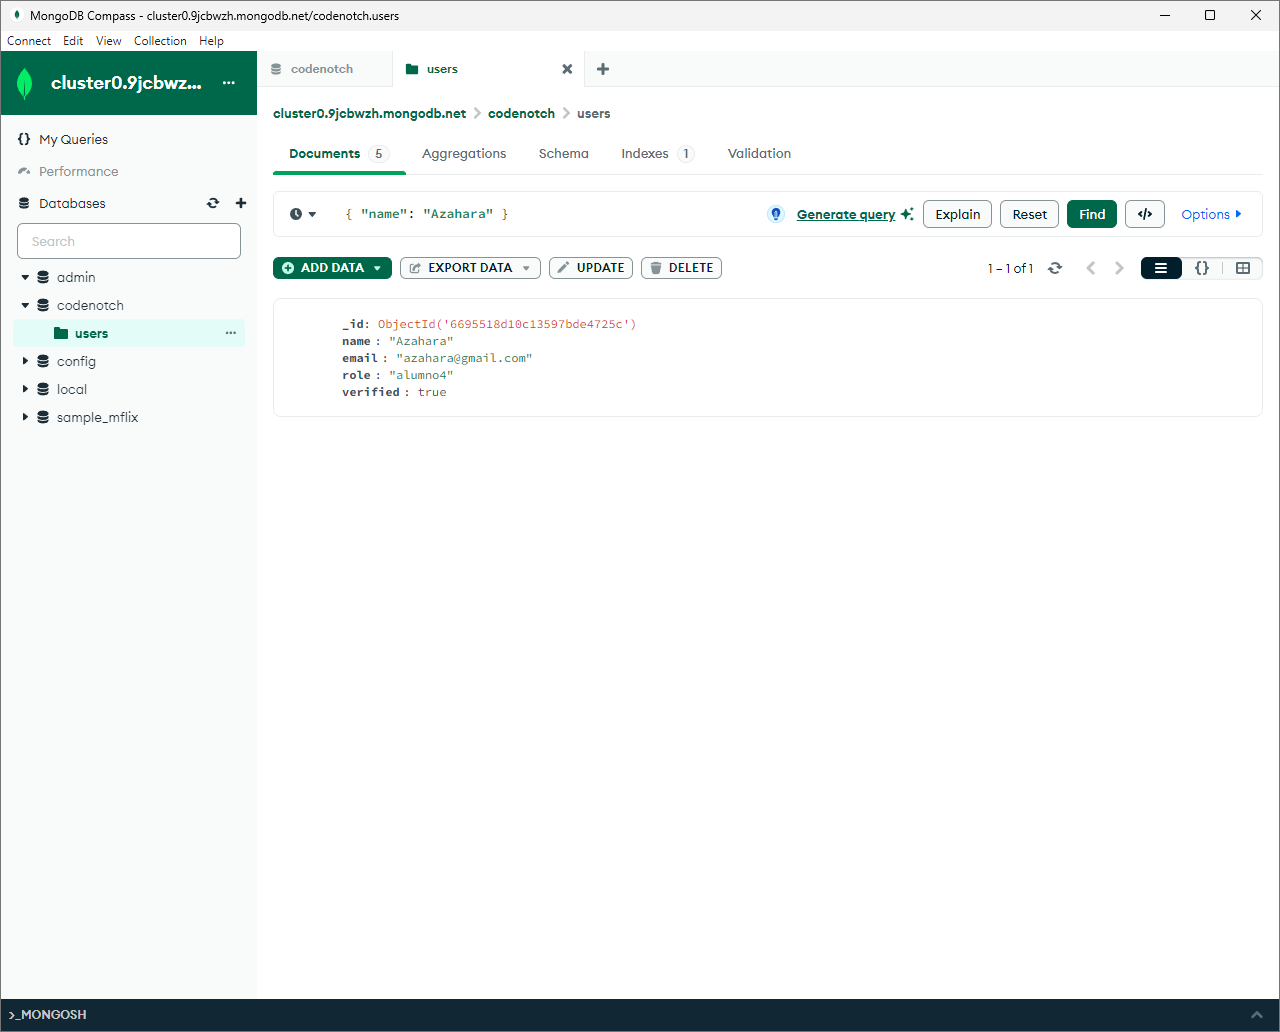 MongoDB Compass - cluster0.9jcbwzh.mongodb.net/codenotch.users
Connect Edit View Collection Help
cluster0.9jcbwz... ...
codenotch
users
cluster0.9jcbwzh.mongodb.net > codenotch > users
{} My Queries
Performance
Databases
Search
admin
codenotch
users ...
config
local
sample_mflix
Documents 5 Aggregations Schema Indexes 1 Validation
{ "name": "Azahara" }
Generate query Explain Reset Find </> Options
ADD DATA EXPORT DATA UPDATE DELETE
1 – 1 of 1 {}
_id: ObjectId('6695518d10c13597bde4725c')
name : "Azahara"
email : "azahara@gmail.com"
role : "alumno4"
verified : true
>_MONGOSH